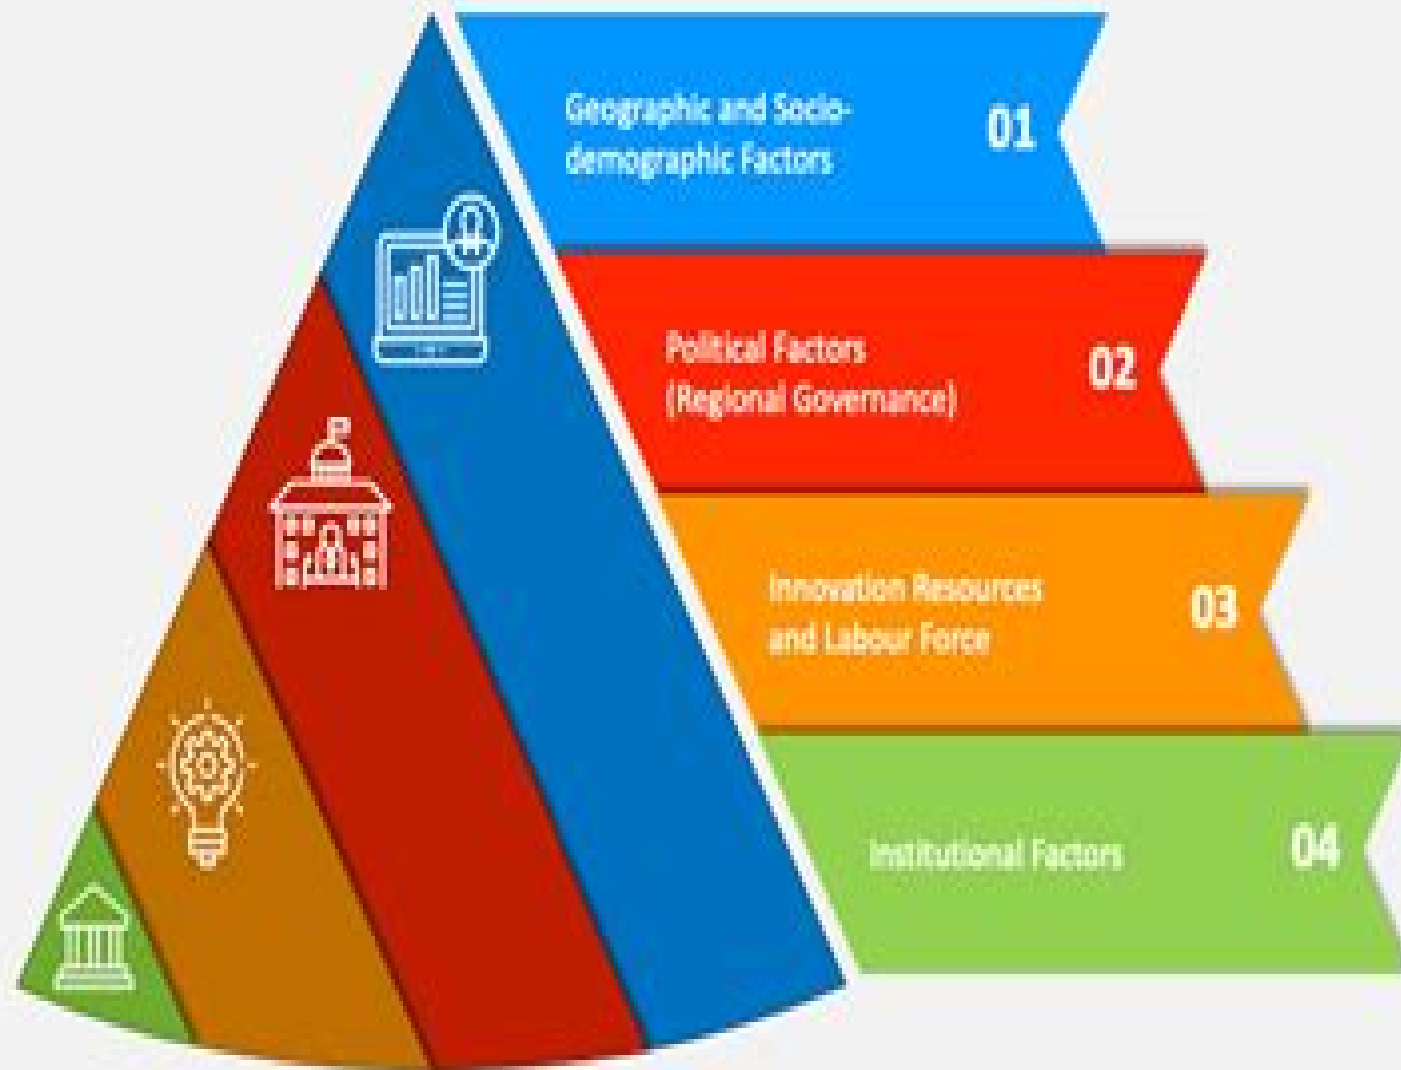 Geographic and Socio-
demographic Factors
01
Political Factors
(Regional Governance)
02
Innovation Resources
and Labour Force
03
Institutional Factors
04